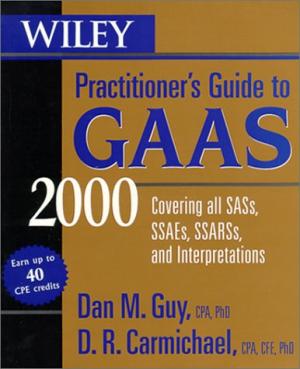 WILEY
Practitioner's Guide to
GAAS
2000
Covering all SASs,
SSAEs, SSARSs,
and Interpretations
Earn up to
40
CPE credits
Dan M. Guy, CPA, PhD
D. R. Carmichael, CPA, CFE, PhD